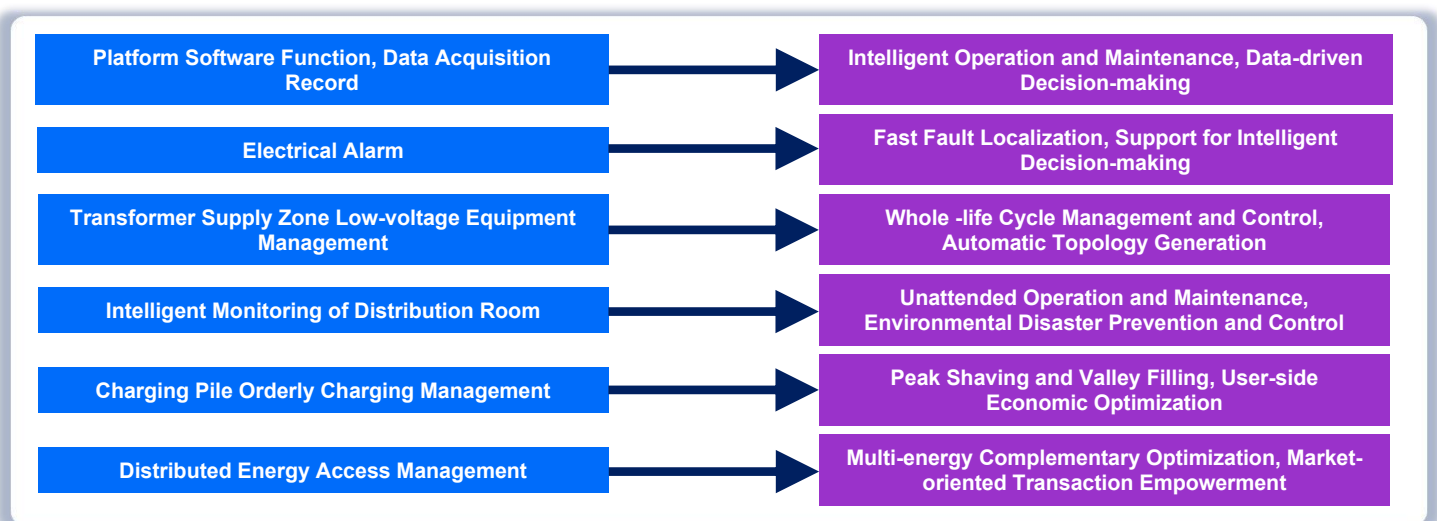 Platform Software Function, Data Acquisition
Record
Intelligent Operation and Maintenance, Data-driven
Decision-making
Electrical Alarm
Fast Fault Localization, Support for Intelligent
Decision-making
Transformer Supply Zone Low-voltage Equipment
Management
Whole -life Cycle Management and Control,
Automatic Topology Generation
Intelligent Monitoring of Distribution Room
Unattended Operation and Maintenance,
Environmental Disaster Prevention and Control
Charging Pile Orderly Charging Management
Peak Shaving and Valley Filling, User-side
Economic Optimization
Distributed Energy Access Management
Multi-energy Complementary Optimization, Market-
oriented Transaction Empowerment